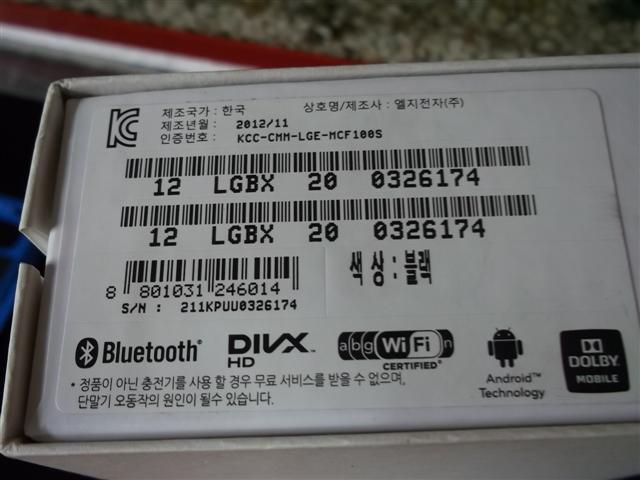 제조국가 : 한국 상호명/제조사 : 엘지전자(주)
제조년월 : 2012/11
인증번호 : KCC-CMM-LGE-MCF100S
12 LGBX 20 0326174
12 LGBX 20 0326174
8 801031 246014
색상:블랙
S/N : 211KPUU0326174
Bluetooth®
DIVX™
HD
abg WiFi n
CERTIFIED®
Android™
Technology
DOLBY
MOBILE
• 정품이 아닌 충전기를 사용 할 경우 무료 서비스를 받을 수 없으며,
단말기 오동작의 원인이 될수 있습니다.